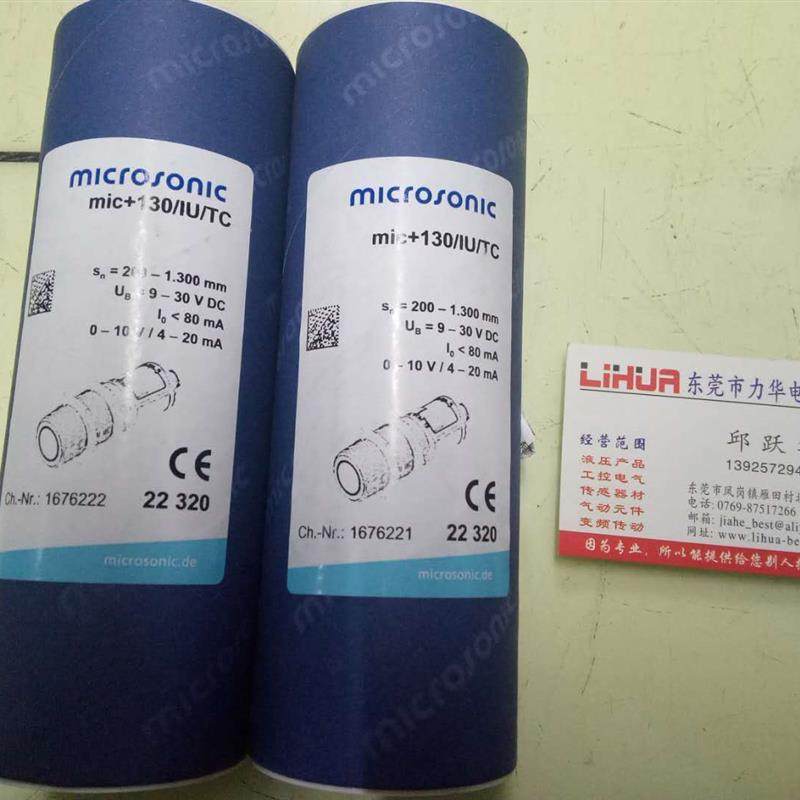 microsonic
mic+130/IU/TC
sn = 200 – 1.300 mm
UB = 9 – 30 V DC
I0 < 80 mA
0 – 10 V / 4 – 20 mA
CE
Ch.-Nr.: 1676222 22 320
microsonic.de
microsonic
mic+130/IU/TC
sn = 200 – 1.300 mm
UB = 9 – 30 V DC
I0 < 80 mA
0 – 10 V / 4 – 20 mA
CE
Ch.-Nr.: 1676221 22 320
microsonic.de
microsonic
microsonic
microsonic
microsonic
LiHUA 东莞市力华电
经营范围
液压产品
工控电气
传感器材
气动元件
变频传动
邱 跃
13925729
东莞市凤岗镇雁田村
电话: 0769-87517266
邮箱: jiahe_best@ali
网址: www.lihua-be
因为专业，所以能提供给您别人